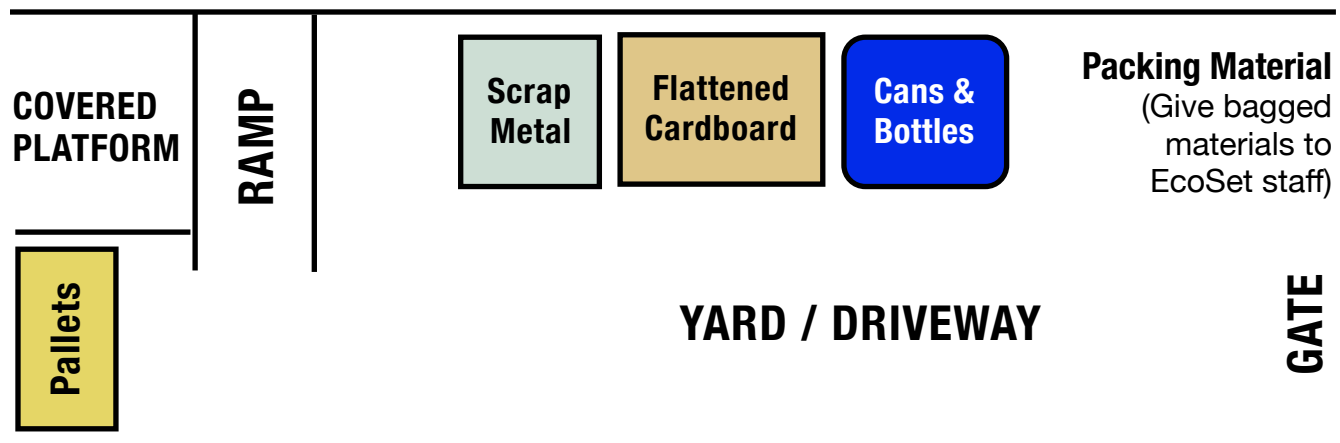 COVERED
PLATFORM
RAMP
Scrap
Metal
Flattened
Cardboard
Cans &
Bottles
Packing Material
(Give bagged
materials to
EcoSet staff)
Pallets
YARD / DRIVEWAY
GATE